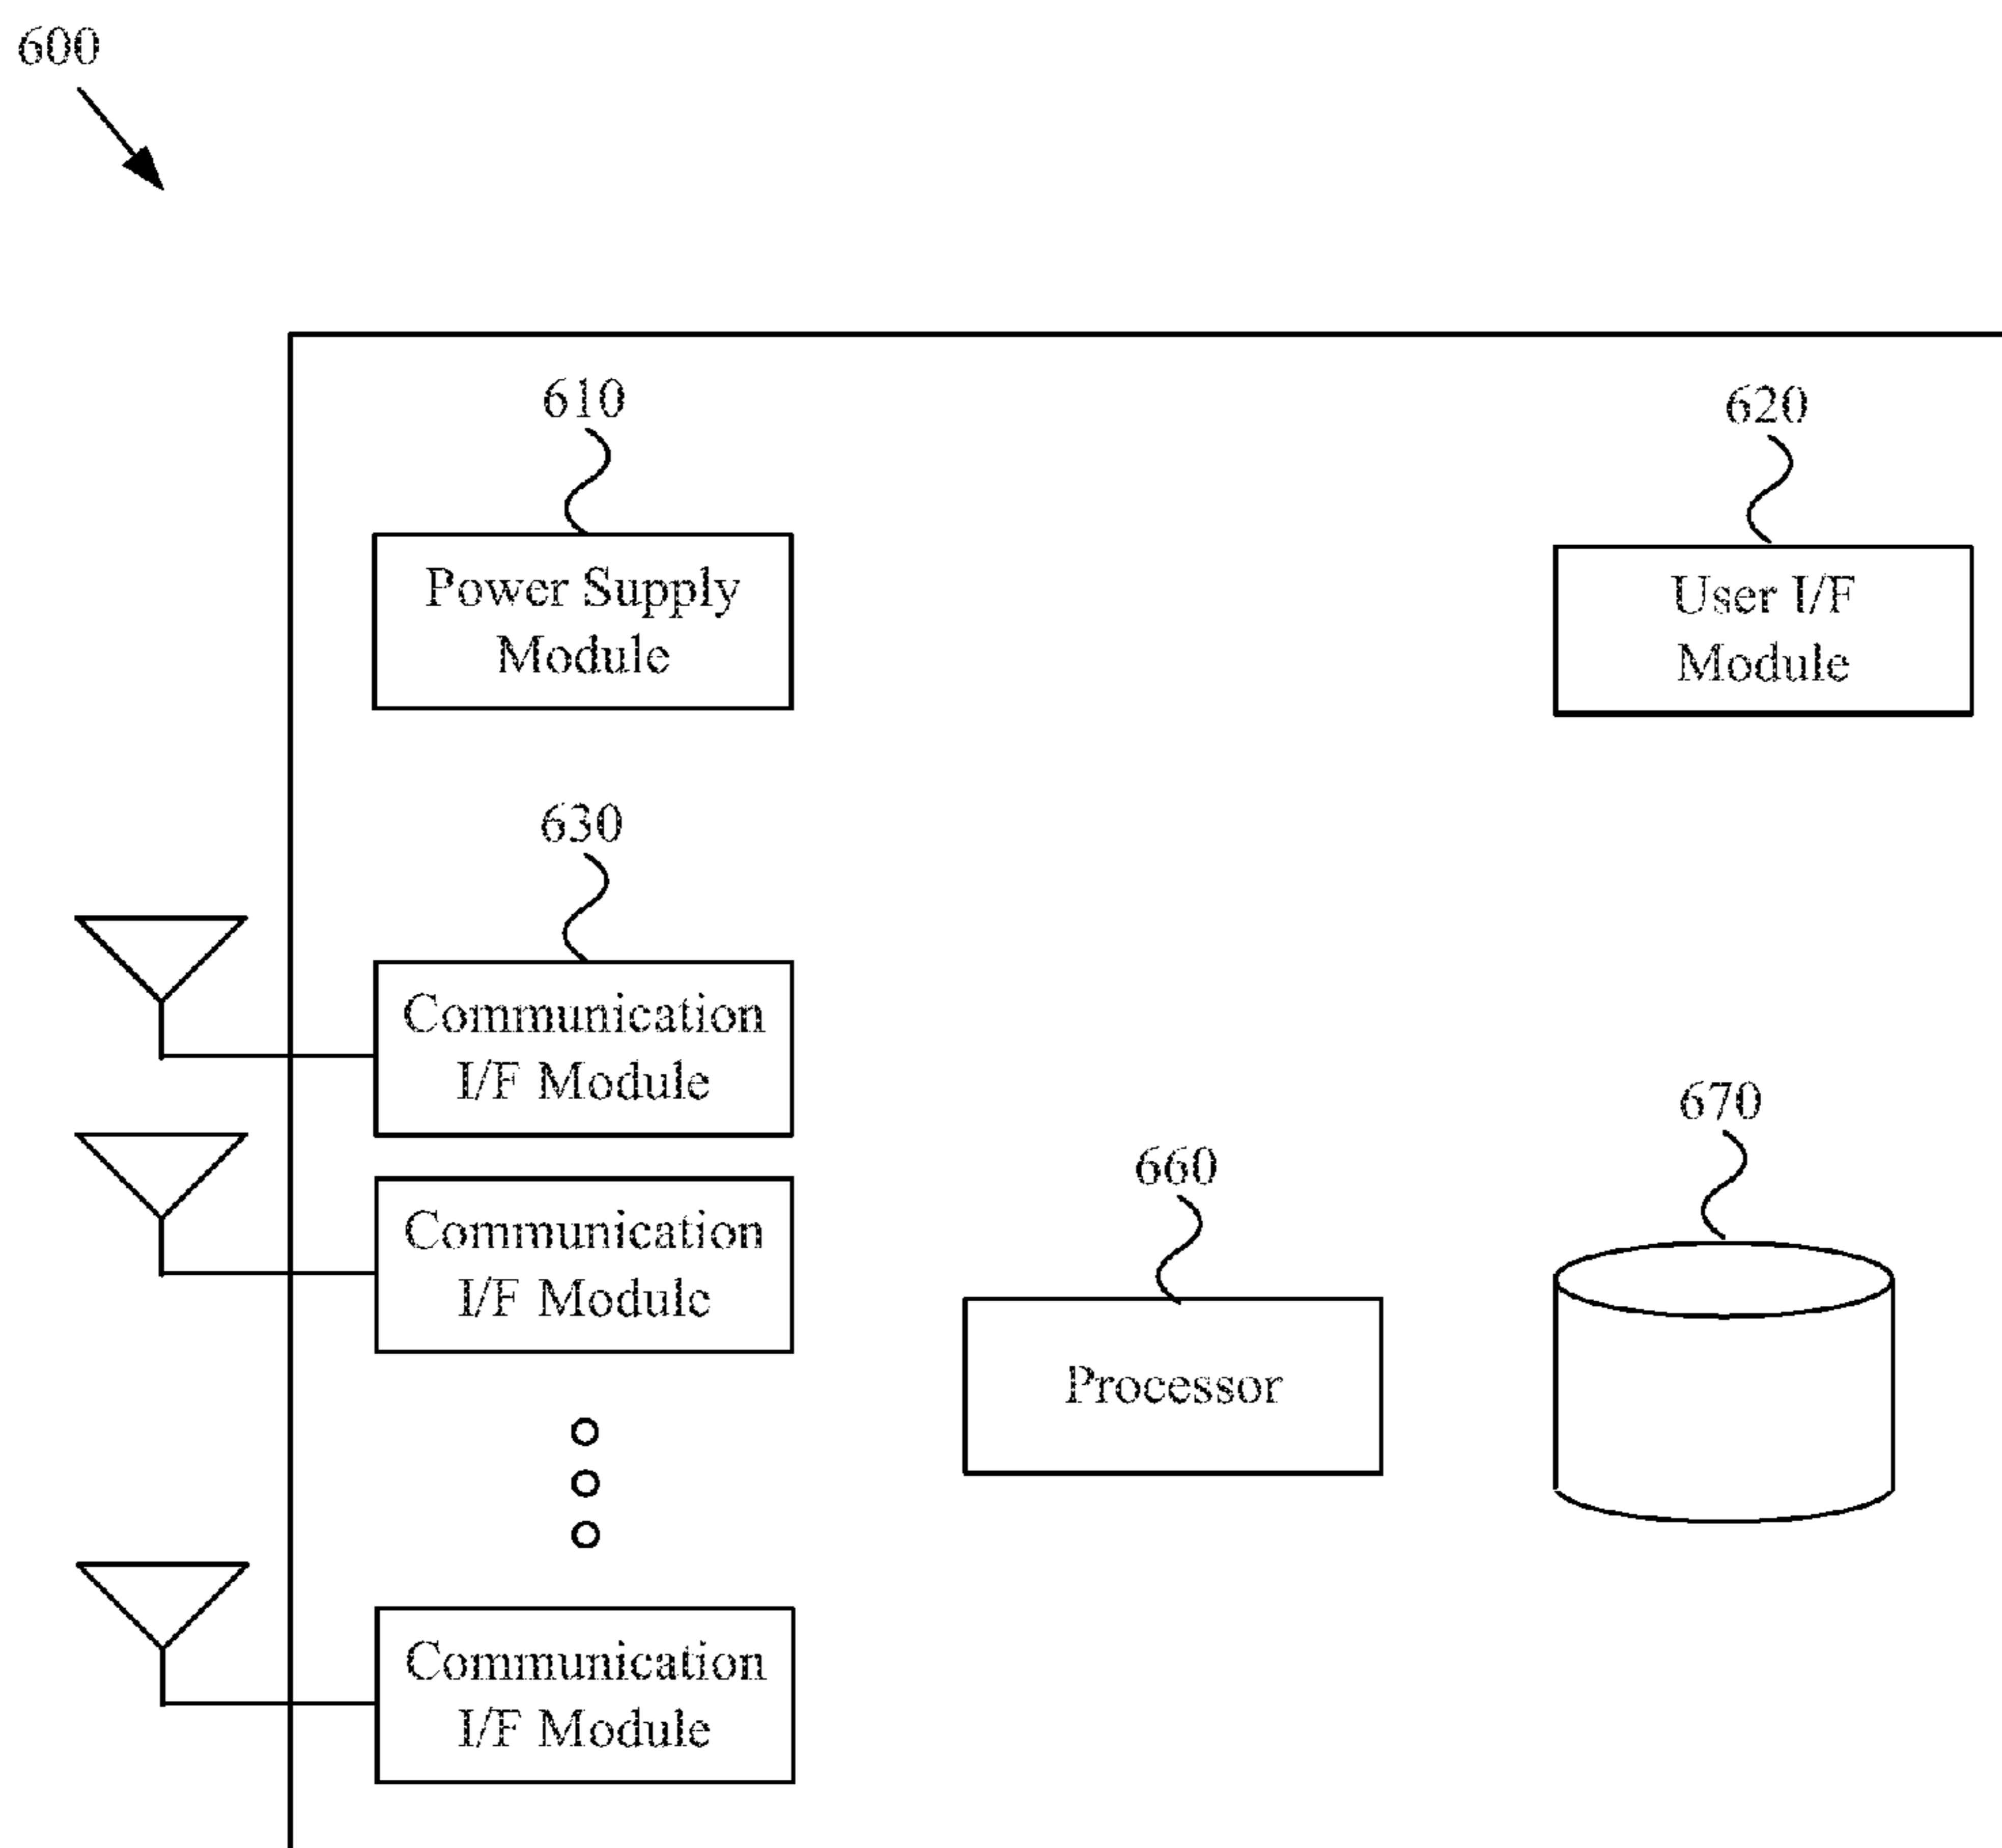 600
610
620
Power Supply
Module
User I/F
Module
630
Communication
I/F Module
670
660
Communication
I/F Module
Processor
Communication
I/F Module